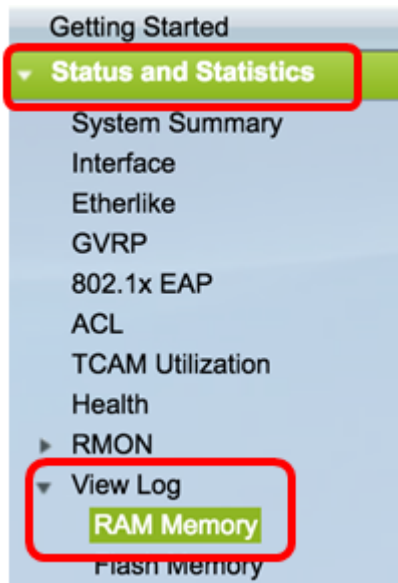 Getting Started
Status and Statistics
System Summary
Interface
Etherlike
GVRP
802.1x EAP
ACL
TCAM Utilization
Health
RMON
View Log
RAM Memory
Flash Memory